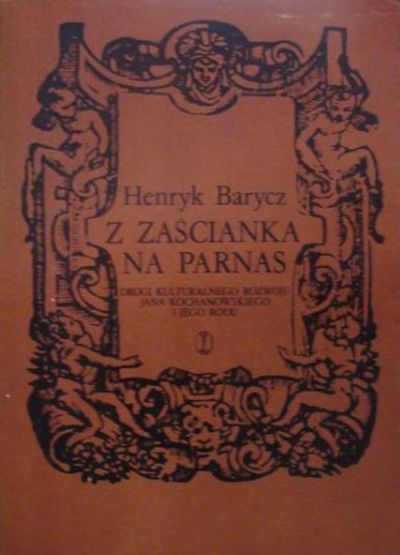 Henryk Barycz
Z ZAŚCIANKA
NA PARNAS
DROGI KULTURALNEGO ROZWOJU
JANA KOCHANOWSKIEGO
I JEGO RODU